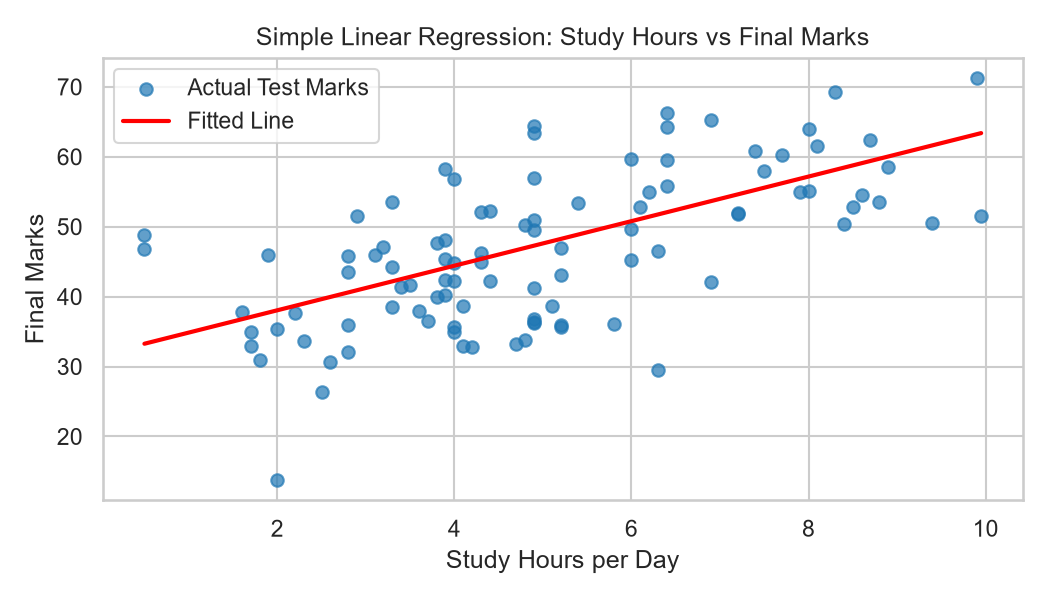 Simple Linear Regression: Study Hours vs Final Marks
Actual Test Marks
Fitted Line
70
60
50
40
30
20
Final Marks
2 4 6 8 10
Study Hours per Day